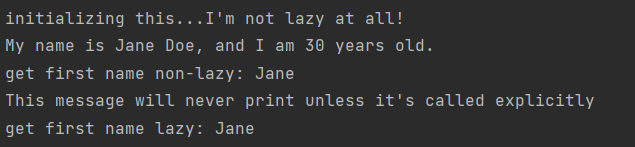 initializing this...I'm not lazy at all!
My name is Jane Doe, and I am 30 years old.
get first name non-lazy: Jane
This message will never print unless it's called explicitly
get first name lazy: Jane